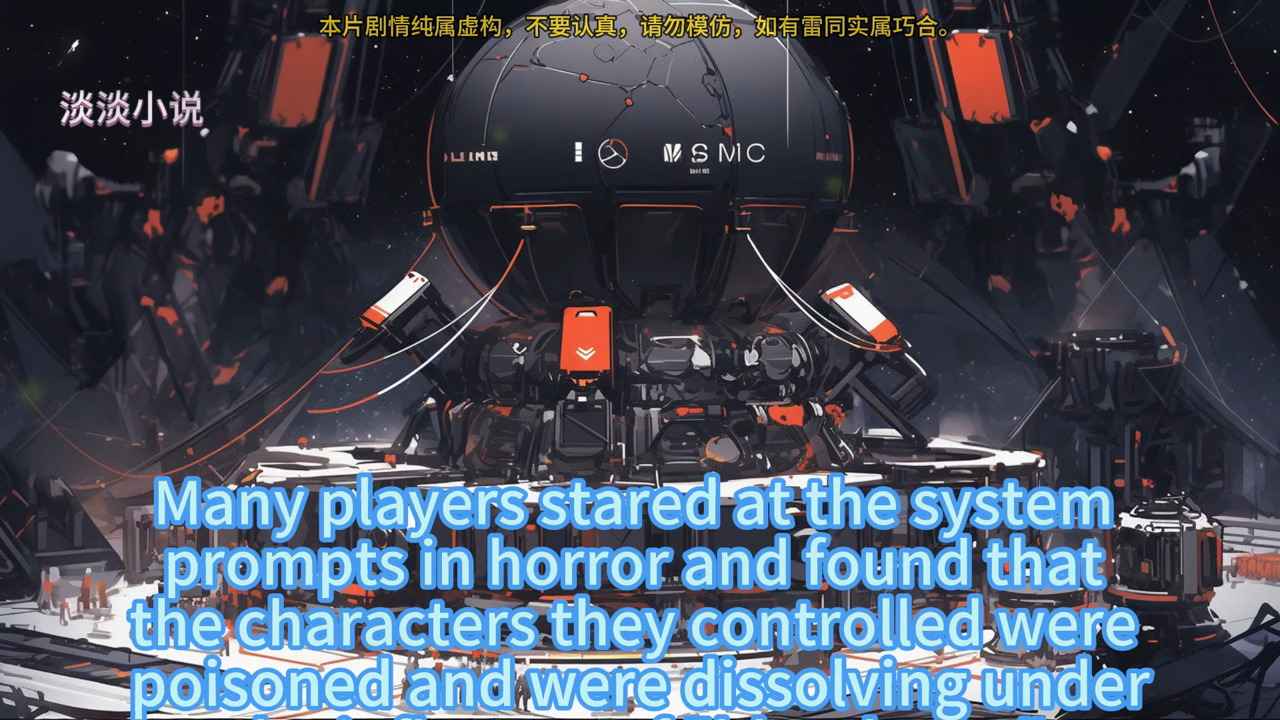 本片剧情纯属虚构，不要认真，请勿模仿，如有雷同实属巧合。
淡淡小说
SMC
Many players stared at the system
prompts in horror and found that
the characters they controlled were
poisoned and were dissolving under